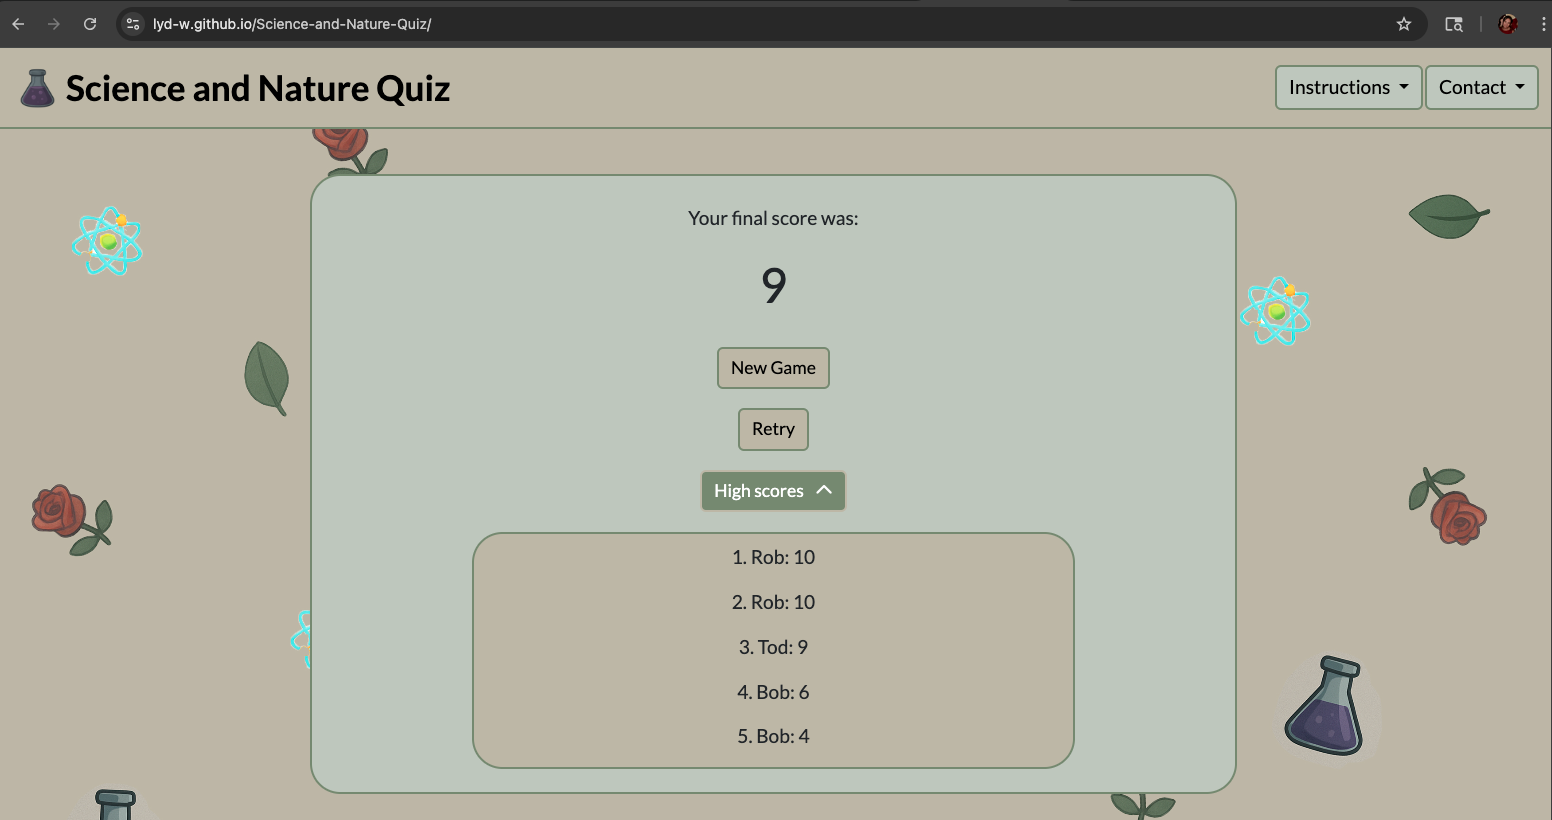 lyd-w.github.io/Science-and-Nature-Quiz/
Science and Nature Quiz
Instructions
Contact
Your final score was:
9
New Game
Retry
High scores
1. Rob: 10
2. Rob: 10
3. Tod: 9
4. Bob: 6
5. Bob: 4